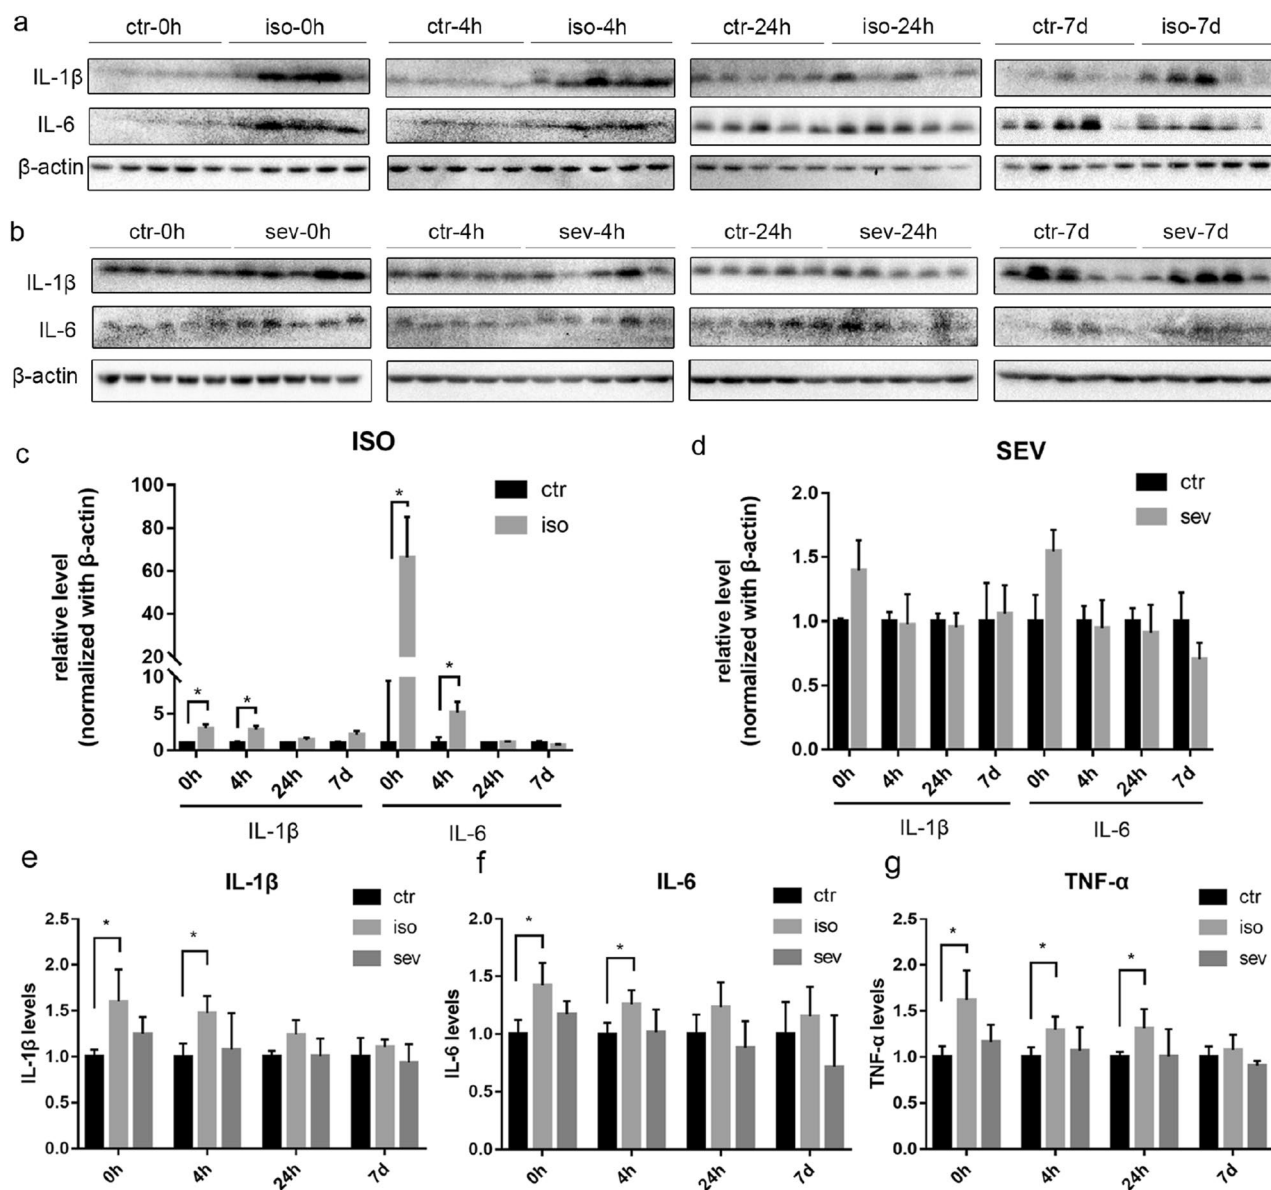 a
ctr-0h iso-0h ctr-4h iso-4h ctr-24h iso-24h ctr-7d iso-7d
IL-1β
IL-6
β-actin
b
ctr-0h sev-0h ctr-4h sev-4h ctr-24h sev-24h ctr-7d sev-7d
IL-1β
IL-6
β-actin
c
ISO
relative level
(normalized with β-actin)
100
80
60
40
20
10
5
0
ctr
iso
* * * *
0h 4h 24h 7d 0h 4h 24h 7d
IL-1β IL-6
d
SEV
relative level
(normalized with β-actin)
2.0
1.5
1.0
0.5
0.0
ctr
sev
0h 4h 24h 7d 0h 4h 24h 7d
IL-1β IL-6
e
IL-1β
IL-1β levels
2.5
2.0
1.5
1.0
0.5
0.0
ctr
iso
sev
* *
0h 4h 24h 7d
f
IL-6
IL-6 levels
2.0
1.5
1.0
0.5
0.0
ctr
iso
sev
* *
0h 4h 24h 7d
g
TNF-α
TNF-α levels
2.5
2.0
1.5
1.0
0.5
0.0
ctr
iso
sev
* * *
0h 4h 24h 7d